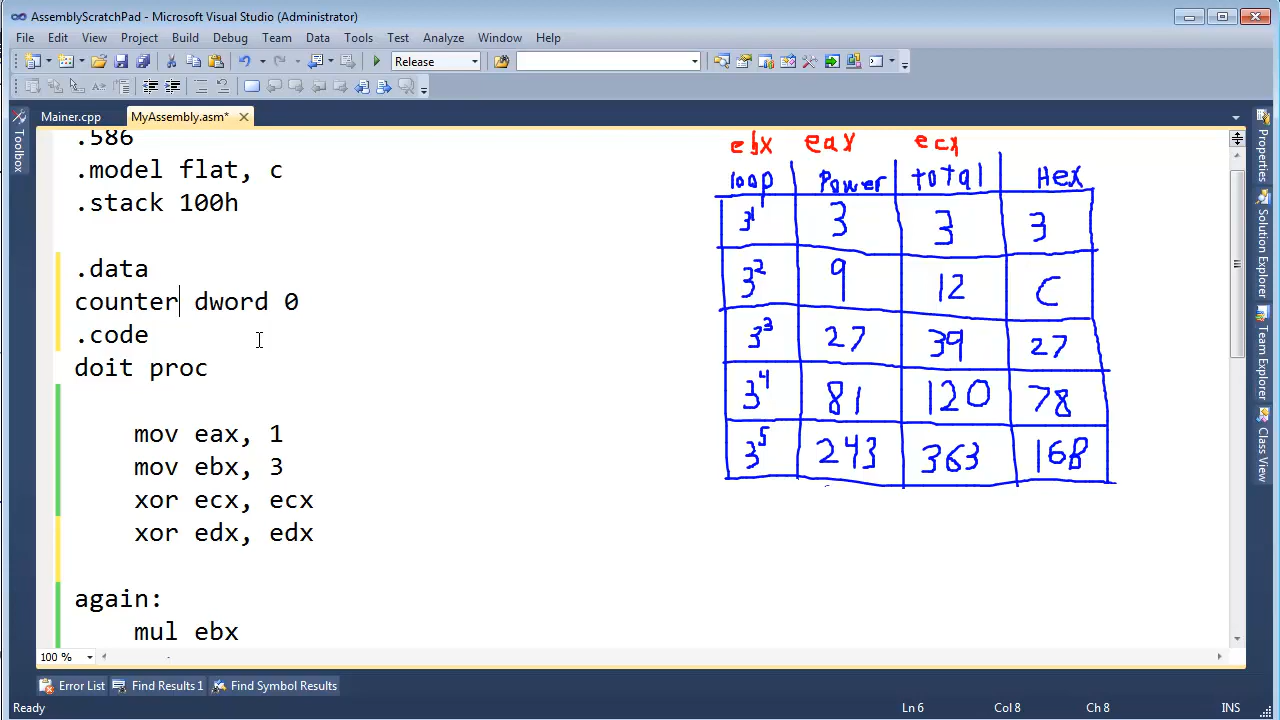 AssemblyScratchPad - Microsoft Visual Studio (Administrator)
File Edit View Project Build Debug Team Data Tools Test Analyze Window Help
Release
Mainer.cpp MyAssembly.asm*
Toolbox
.586
.model flat, c
.stack 100h
.data
counter dword 0
.code
doit proc
mov eax, 1
mov ebx, 3
xor ecx, ecx
xor edx, edx
again:
mul ebx
ebx eax ecx
loop Power total Hex
3¹ 3 3 3
3² 9 12 C
3³ 27 39 27
3⁴ 81 120 78
3⁵ 243 363 16B
Properties
Solution Explorer
Team Explorer
Class View
100 %
Error List Find Results 1 Find Symbol Results
Ready Ln 6 Col 8 Ch 8 INS